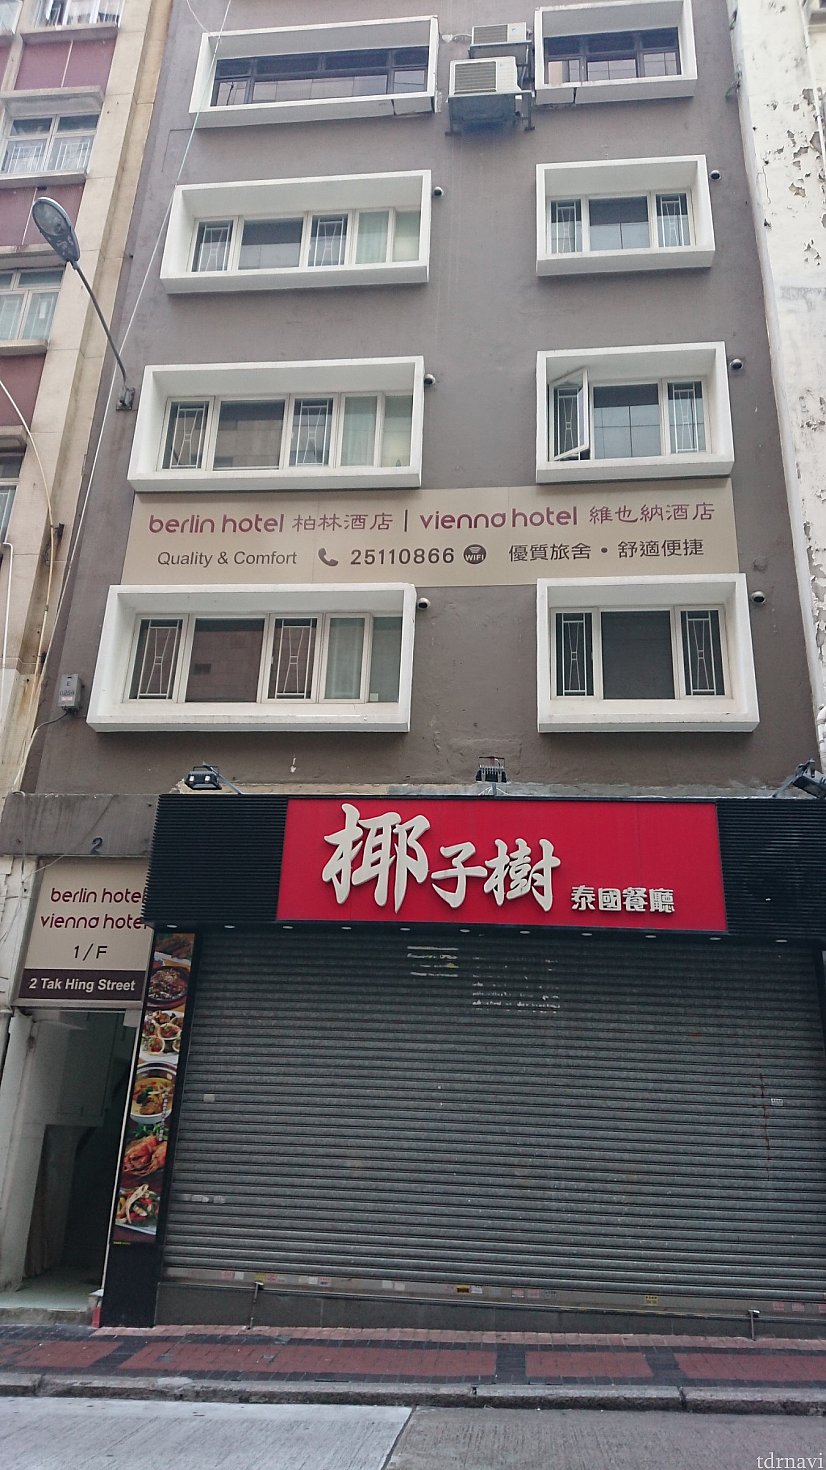 berlin hotel 柏林酒店 | vienna hotel 維也納酒店
Quality & Comfort 25110866 WIFI 優質旅舍・舒適便捷
2
椰子樹 泰國餐廳
berlin hotel
vienna hotel
1/F
2 Tak Hing Street
tdrnavi